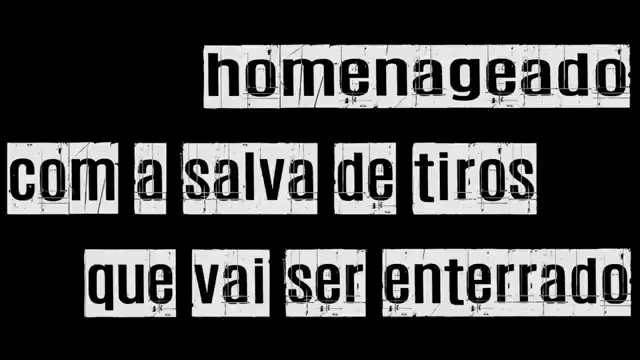 homenageado
com a salva de tiros
que vai ser enterrado